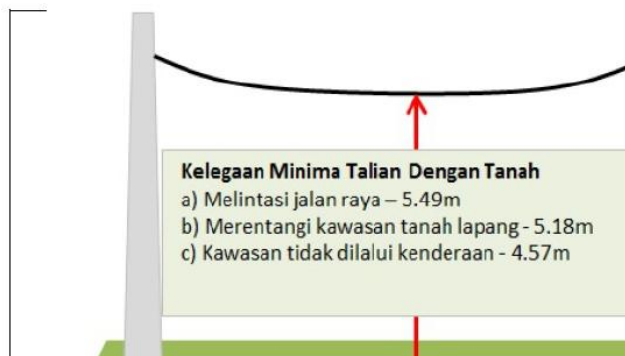 Kelegaan Minima Talian Dengan Tanah
a) Melintasi jalan raya – 5.49m
b) Merentangi kawasan tanah lapang - 5.18m
c) Kawasan tidak dilalui kenderaan - 4.57m